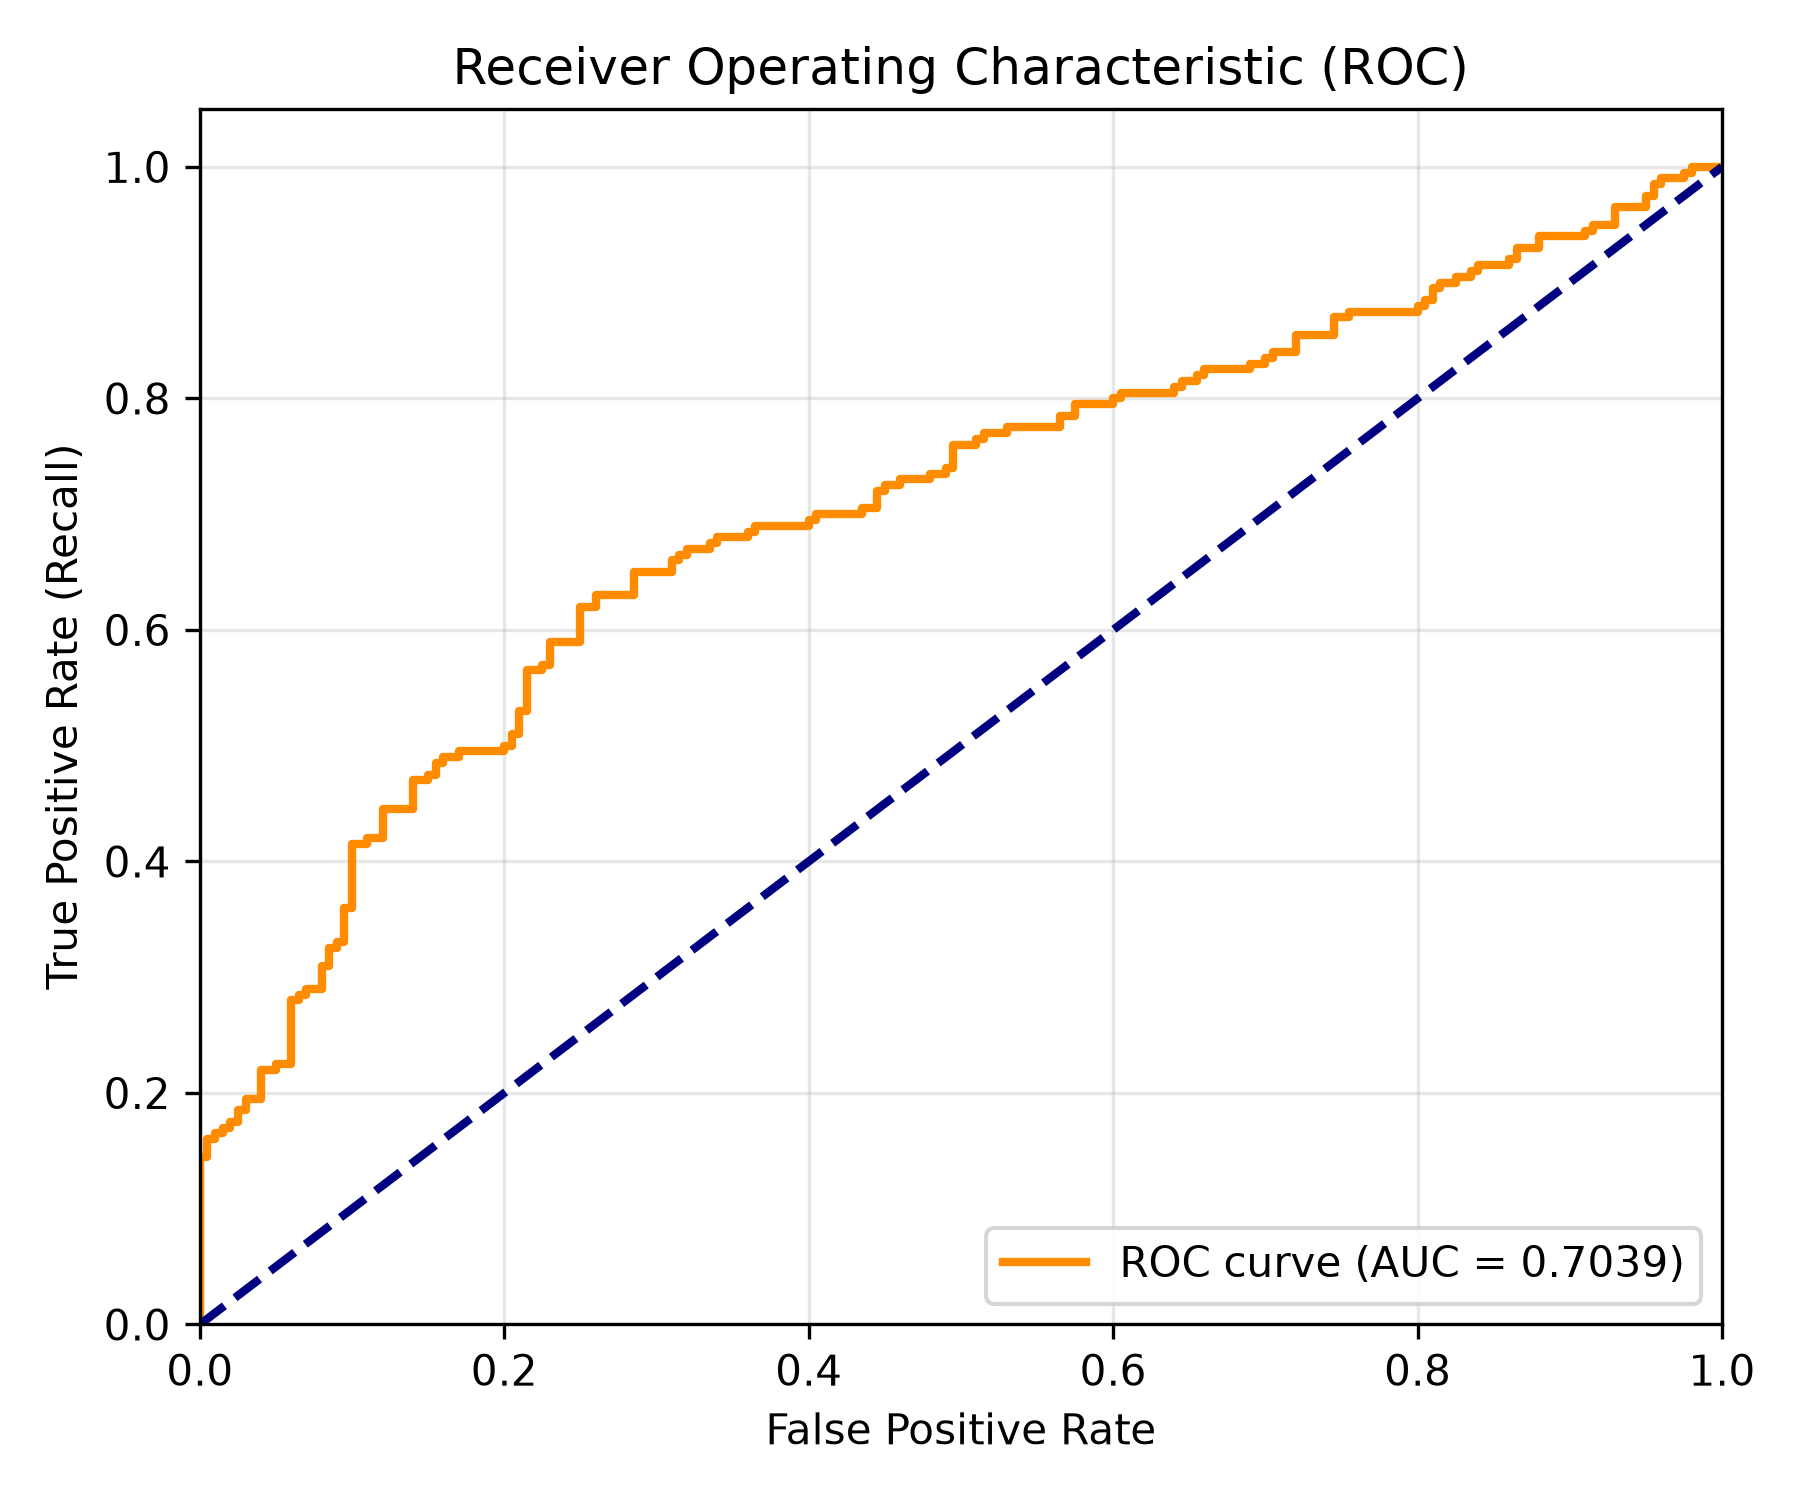 Receiver Operating Characteristic (ROC)
1.0
0.8
0.6
0.4
0.2
0.0
True Positive Rate (Recall)
ROC curve (AUC = 0.7039)
0.0 0.2 0.4 0.6 0.8 1.0
False Positive Rate